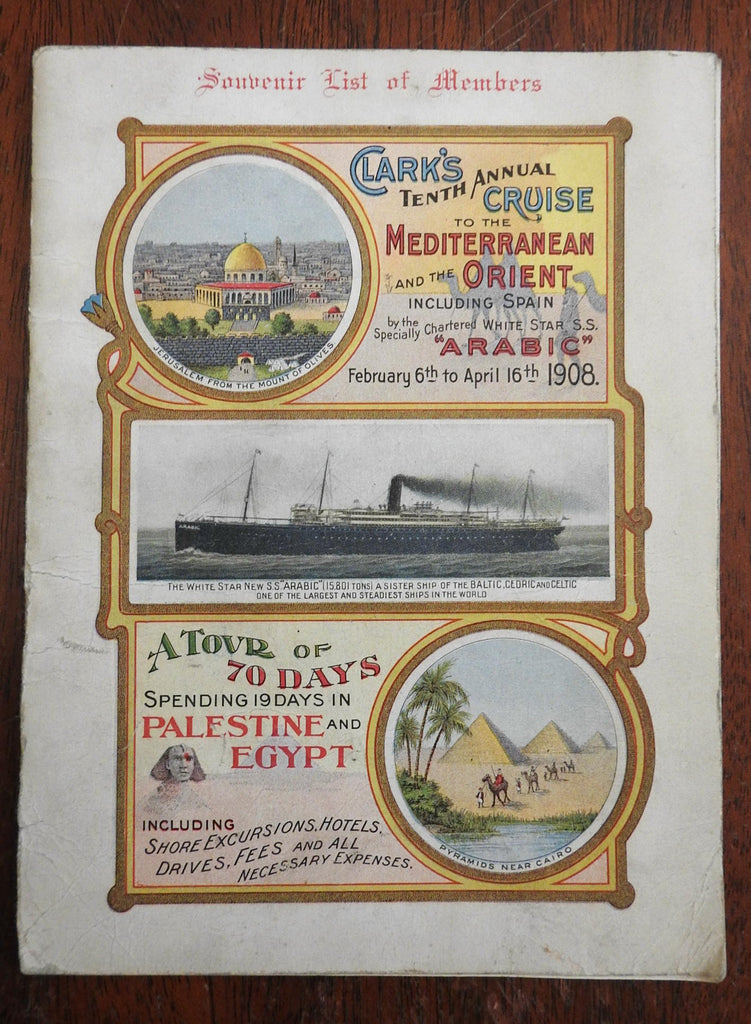 Souvenir List of Members
CLARK'S
TENTH ANNUAL
CRUISE
TO THE
MEDITERRANEAN
AND THE ORIENT
INCLUDING SPAIN
by the
Specially Chartered WHITE STAR S.S.
"ARABIC"
February 6th to April 16th 1908.
JERUSALEM FROM THE MOUNT OF OLIVES
ARABIC
THE WHITE STAR NEW S.S. "ARABIC" (15,801 TONS) A SISTER SHIP OF THE BALTIC, CEDRIC AND CELTIC
ONE OF THE LARGEST AND STEADIEST SHIPS IN THE WORLD
A TOUR OF
70 DAYS
SPENDING 19 DAYS IN
PALESTINE AND
EGYPT
INCLUDING
SHORE EXCURSIONS, HOTELS,
DRIVES, FEES AND ALL
NECESSARY EXPENSES.
PYRAMIDS NEAR CAIRO